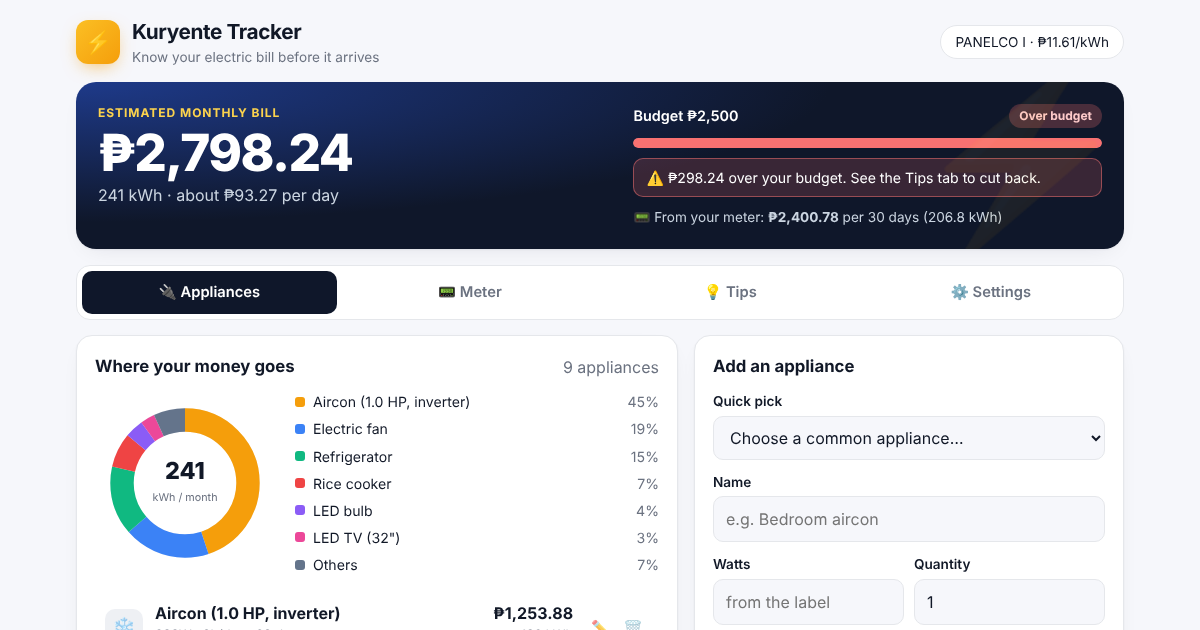 Kuryente Tracker
Know your electric bill before it arrives
PANELCO I · ₱11.61/kWh
ESTIMATED MONTHLY BILL
₱2,798.24
241 kWh · about ₱93.27 per day
Budget ₱2,500
Over budget
⚠️ ₱298.24 over your budget. See the Tips tab to cut back.
📟 From your meter: ₱2,400.78 per 30 days (206.8 kWh)
🔌 Appliances
📟 Meter
💡 Tips
⚙️ Settings
Where your money goes
9 appliances
241
kWh / month
Aircon (1.0 HP, inverter) 45%
Electric fan 19%
Refrigerator 15%
Rice cooker 7%
LED bulb 4%
LED TV (32") 3%
Others 7%
Aircon (1.0 HP, inverter) ₱1,253.88
Add an appliance
Quick pick
Choose a common appliance...
Name
e.g. Bedroom aircon
Watts
from the label
Quantity
1